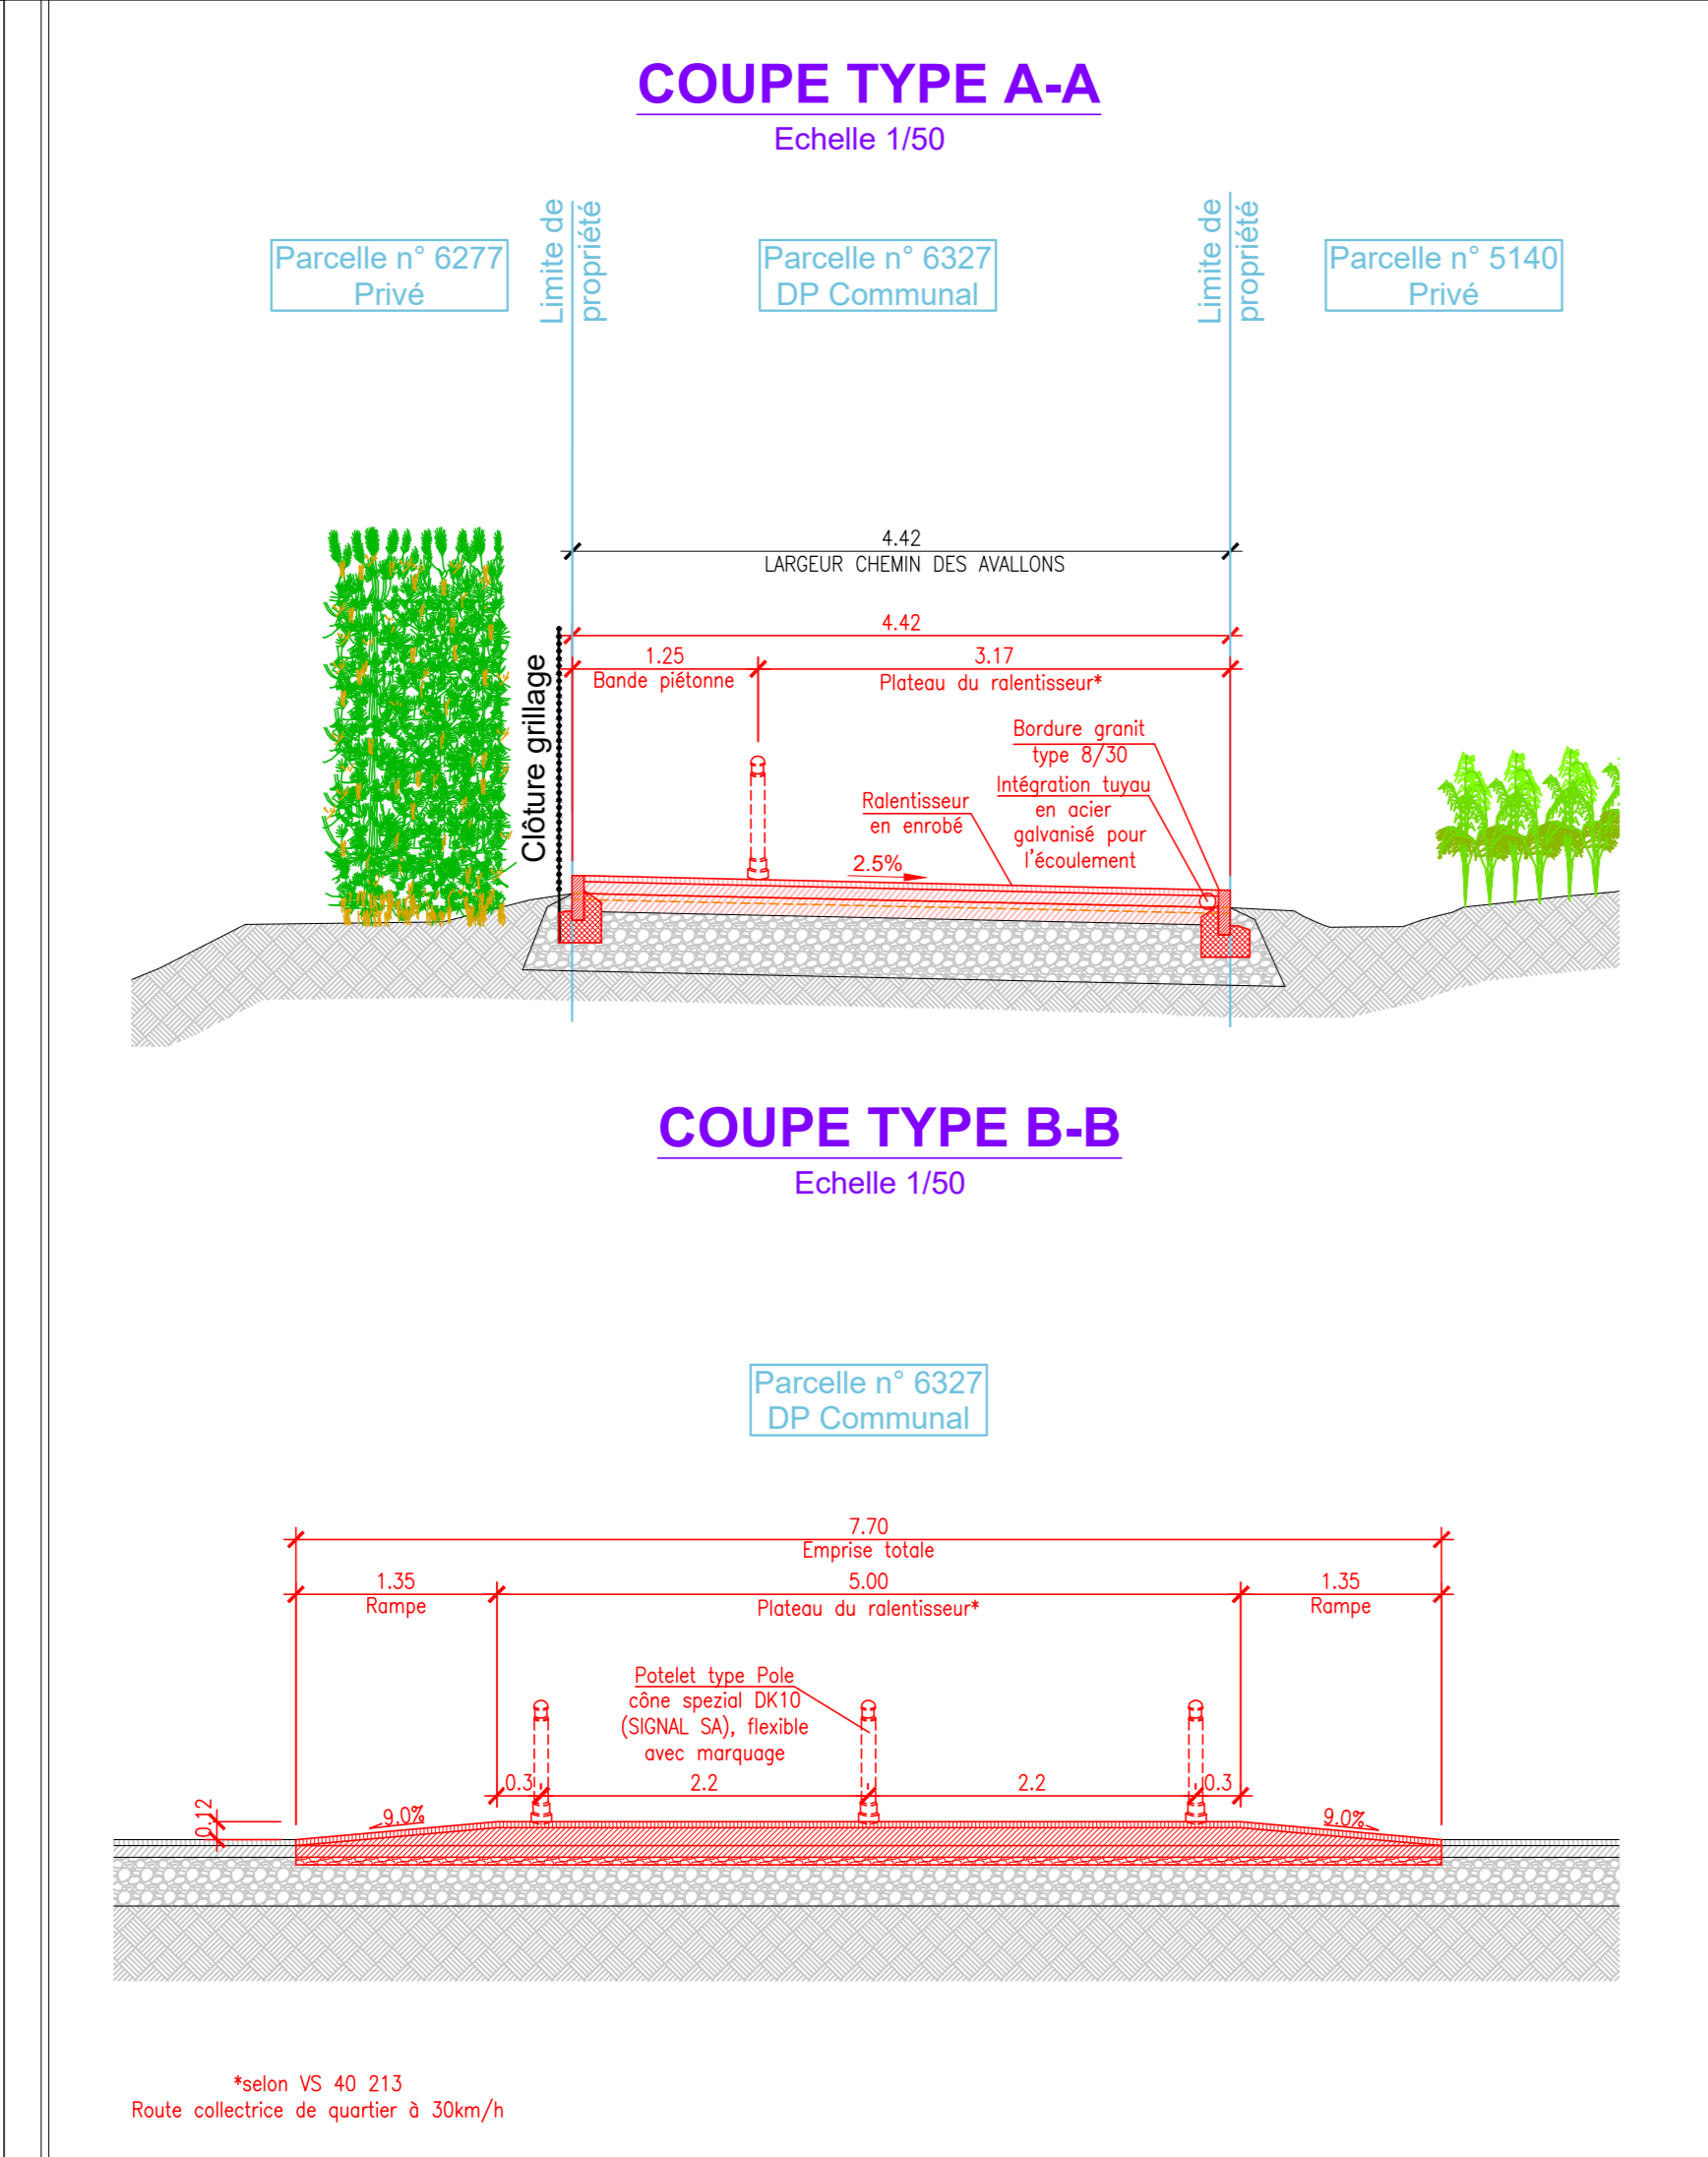 COUPE TYPE A-A
Echelle 1/50
Limite de
propriété
Limite de
propriété
Parcelle n° 6277
Privé
Parcelle n° 6327
DP Communal
Parcelle n° 5140
Privé
4.42
LARGEUR CHEMIN DES AVALLONS
4.42
1.25
Bande piétonne
3.17
Plateau du ralentisseur*
Clôture grillage
Bordure granit
type 8/30
Intégration tuyau
en acier
galvanisé pour
l'écoulement
Ralentisseur
en enrobé
2.5%
COUPE TYPE B-B
Echelle 1/50
Parcelle n° 6327
DP Communal
7.70
Emprise totale
1.35
Rampe
5.00
Plateau du ralentisseur*
1.35
Rampe
Potelet type Pole
cône spezial DK10
(SIGNAL SA), flexible
avec marquage
0.3
2.2
2.2
0.3
0.12
9.0%
9.0%
*selon VS 40 213
Route collectrice de quartier à 30km/h